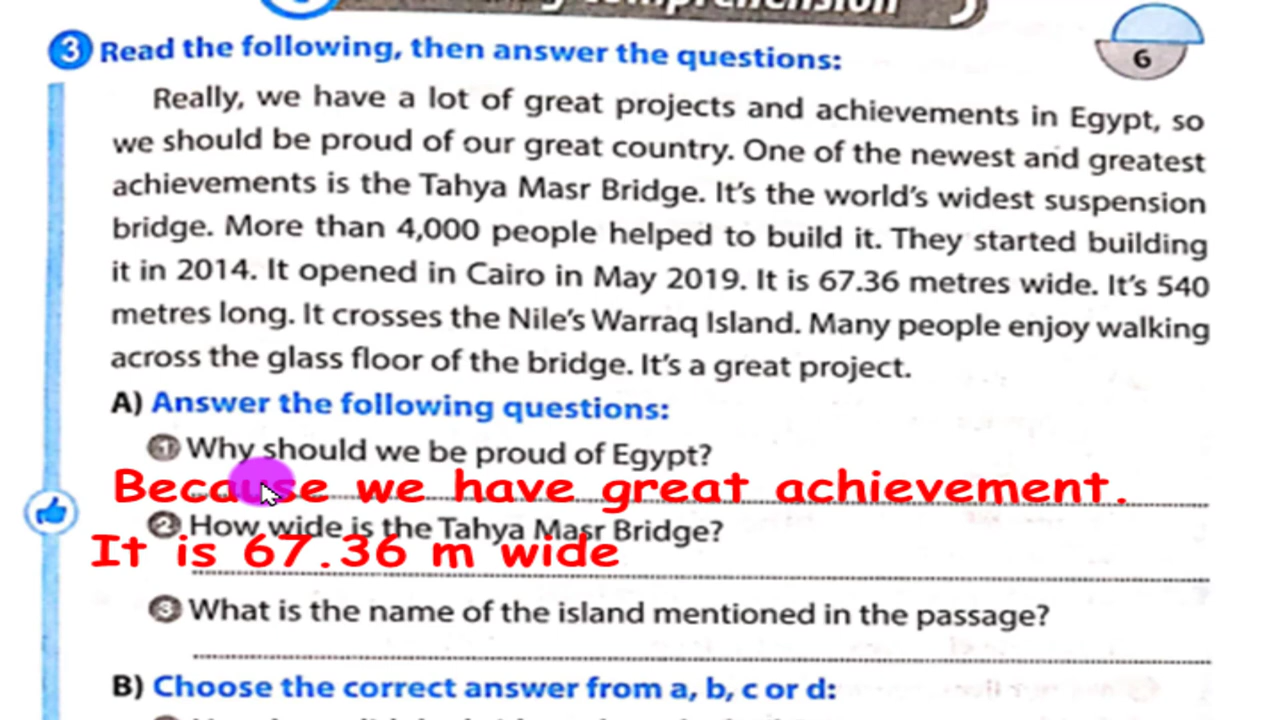 comprehension
3 Read the following, then answer the questions:
6
Really, we have a lot of great projects and achievements in Egypt, so
we should be proud of our great country. One of the newest and greatest
achievements is the Tahya Masr Bridge. It's the world's widest suspension
bridge. More than 4,000 people helped to build it. They started building
it in 2014. It opened in Cairo in May 2019. It is 67.36 metres wide. It's 540
metres long. It crosses the Nile's Warraq Island. Many people enjoy walking
across the glass floor of the bridge. It's a great project.
A) Answer the following questions:
1 Why should we be proud of Egypt?
Because we have great achievement.
2 How wide is the Tahya Masr Bridge?
It is 67.36 m wide
3 What is the name of the island mentioned in the passage?
B) Choose the correct answer from a, b, c or d: